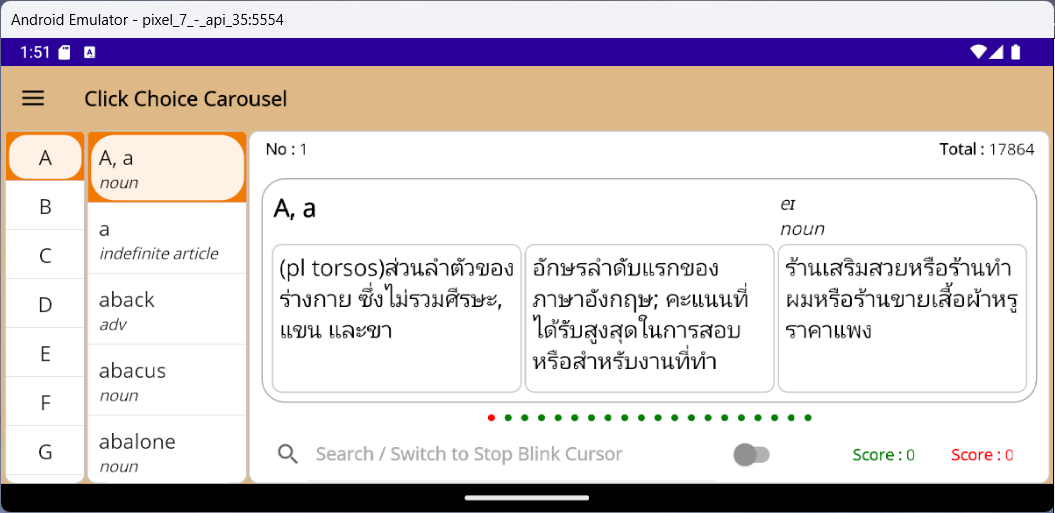 Android Emulator - pixel_7_-_api_35:5554
1:51
Click Choice Carousel
A
B
C
D
E
F
G
A, a
noun
a
indefinite article
aback
adv
abacus
noun
abalone
noun
No : 1
Total : 17864
A, a
eɪ
noun
(pl torsos)ส่วนลำตัวของ
ร่างกาย ซึ่งไม่รวมศีรษะ,
แขน และขา
อักษรลำดับแรกของ
ภาษาอังกฤษ; คะแนนที่
ได้รับสูงสุดในการสอบ
หรือสำหรับงานที่ทำ
ร้านเสริมสวยหรือร้านทำ
ผมหรือร้านขายเสื้อผ้าหรู
ราคาแพง
Search / Switch to Stop Blink Cursor
Score : 0
Score : 0